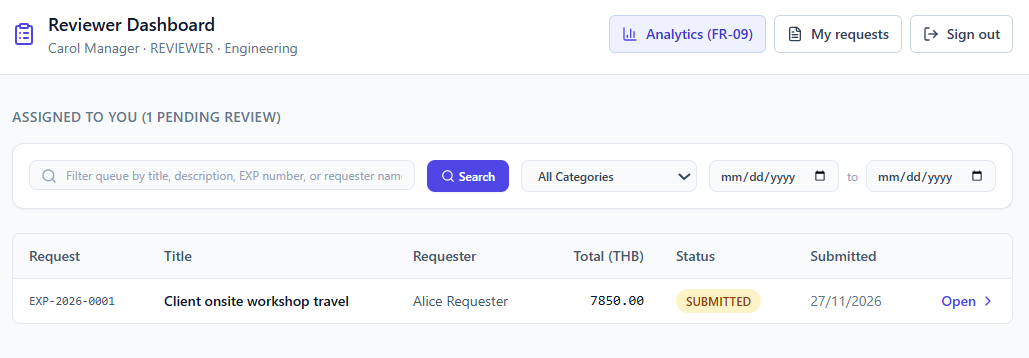 Reviewer Dashboard
Carol Manager · REVIEWER · Engineering
Analytics (FR-09)
My requests
Sign out
ASSIGNED TO YOU (1 PENDING REVIEW)
Filter queue by title, description, EXP number, or requester nam
Search
All Categories
mm/dd/yyyy
to
mm/dd/yyyy
Request Title Requester Total (THB) Status Submitted
EXP-2026-0001 Client onsite workshop travel Alice Requester 7850.00 SUBMITTED 27/11/2026 Open